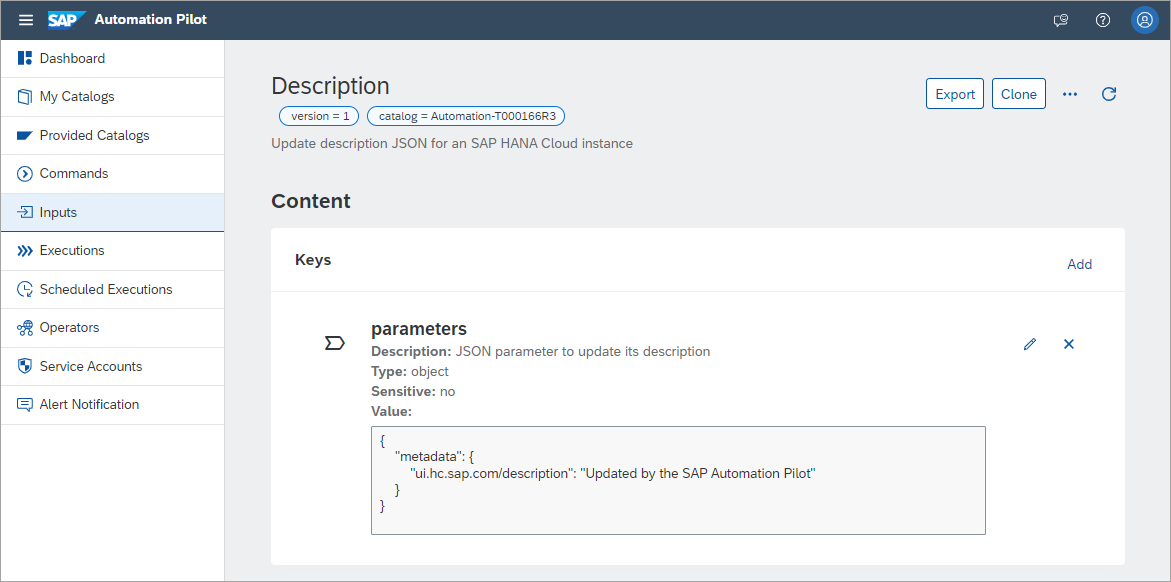 SAP Automation Pilot
Dashboard
My Catalogs
Provided Catalogs
Commands
Inputs
Executions
Scheduled Executions
Operators
Service Accounts
Alert Notification
Description
Export Clone
version = 1 catalog = Automation-T000166R3
Update description JSON for an SAP HANA Cloud instance
Content
Keys
Add
parameters
Description: JSON parameter to update its description
Type: object
Sensitive: no
Value:
{
"metadata": {
"ui.hc.sap.com/description": "Updated by the SAP Automation Pilot"
}
}